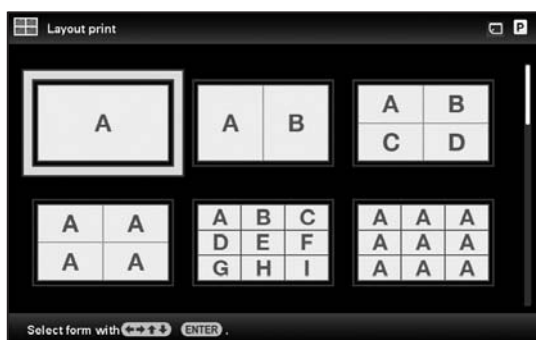 Layout print P
A A B A B
C D
A A A B C A A A
D E F A A A
A A G H I A A A
Select form with ←→↑↓ ENTER .